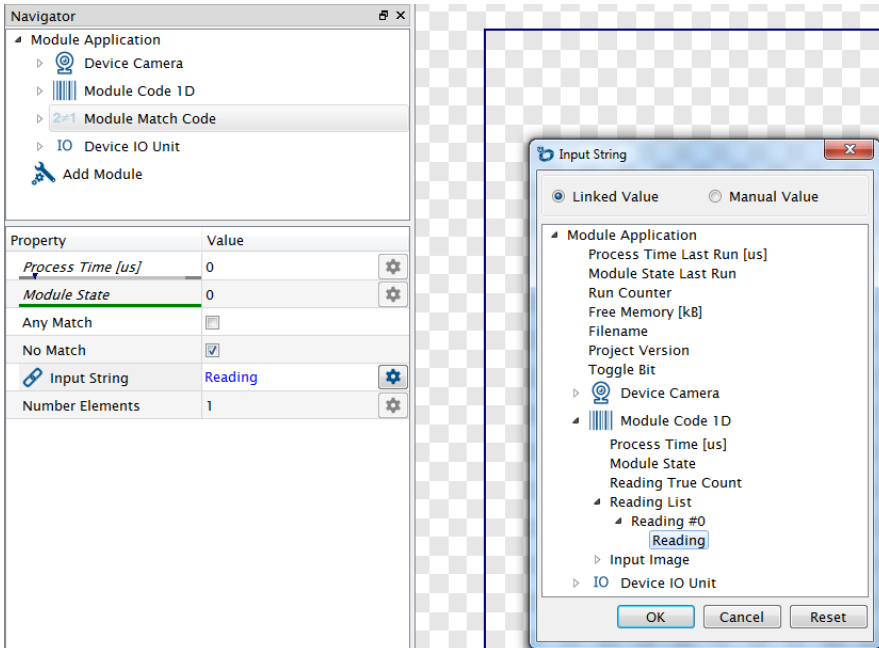 Navigator
Module Application
Device Camera
Module Code 1D
2≠1 Module Match Code
IO Device IO Unit
Add Module
Property Value
Process Time [us] 0
Module State 0
Any Match
No Match
Input String Reading
Number Elements 1
Input String
Linked Value Manual Value
Module Application
Process Time Last Run [us]
Module State Last Run
Run Counter
Free Memory [kB]
Filename
Project Version
Toggle Bit
Device Camera
Module Code 1D
Process Time [us]
Module State
Reading True Count
Reading List
Reading #0
Reading
Input Image
IO Device IO Unit
OK Cancel Reset